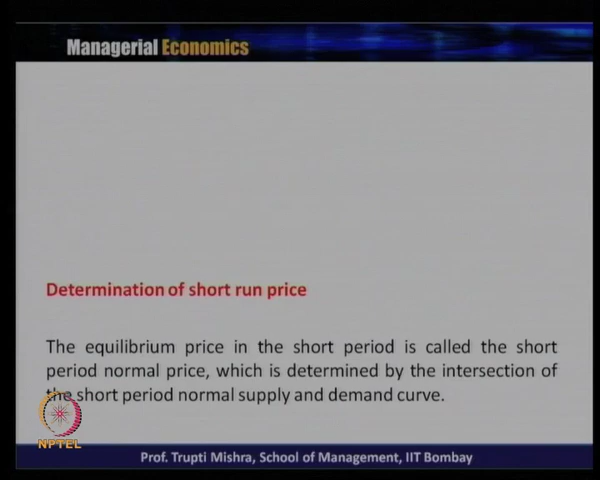 Managerial Economics
Determination of short run price
The equilibrium price in the short period is called the short
period normal price, which is determined by the intersection of
the short period normal supply and demand curve.
NPTEL
Prof. Trupti Mishra, School of Management, IIT Bombay